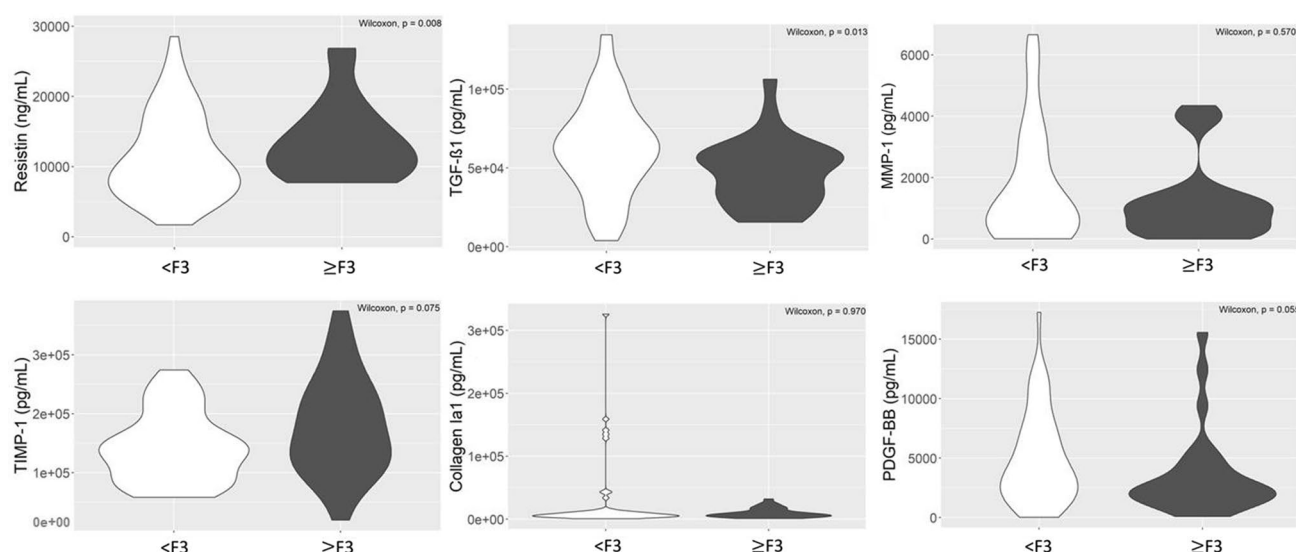 Wilcoxon, p = 0.008
Resistin (ng/mL)
30000
20000
10000
0
<F3
≥F3
Wilcoxon, p = 0.013
TGF-ß1 (pg/mL)
1e+05
5e+04
0e+00
<F3
≥F3
Wilcoxon, p = 0.570
MMP-1 (pg/mL)
6000
4000
2000
0
<F3
≥F3
Wilcoxon, p = 0.075
TIMP-1 (pg/mL)
3e+05
2e+05
1e+05
0e+00
<F3
≥F3
Wilcoxon, p = 0.970
Collagen Ia1 (pg/mL)
3e+05
2e+05
1e+05
0e+00
<F3
≥F3
Wilcoxon, p = 0.055
PDGF-BB (pg/mL)
15000
10000
5000
0
<F3
≥F3